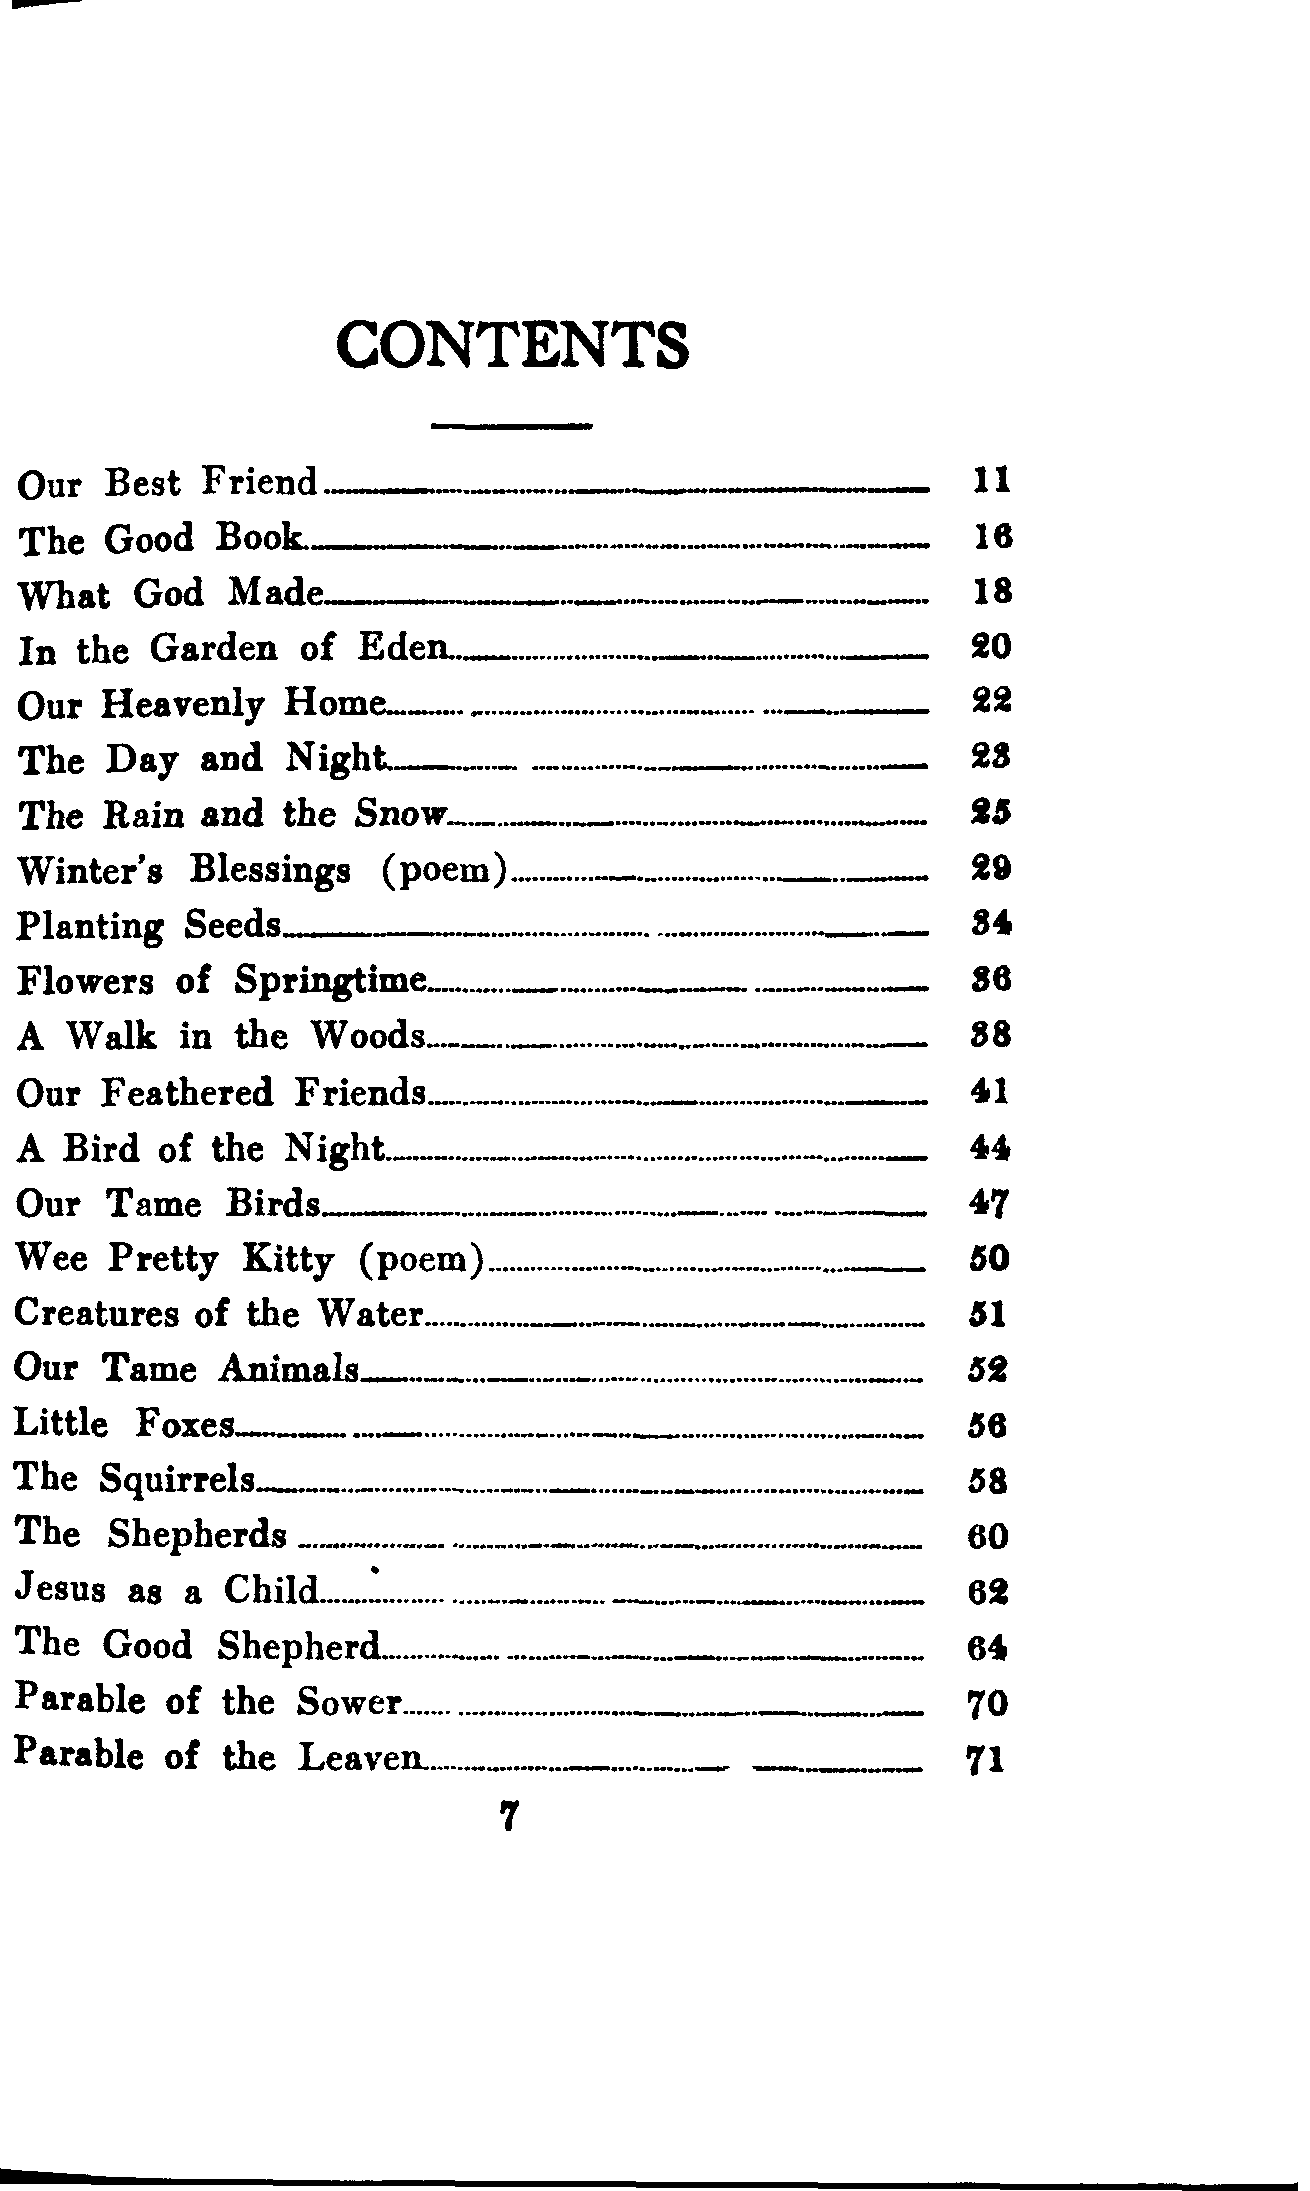 CONTENTS
Our Best Friend 11
The Good Book 16
What God Made 18
In the Garden of Eden 20
Our Heavenly Home 22
The Day and Night 23
The Rain and the Snow 25
Winter's Blessings (poem) 29
Planting Seeds 34
Flowers of Springtime 36
A Walk in the Woods 38
Our Feathered Friends 41
A Bird of the Night 44
Our Tame Birds 47
Wee Pretty Kitty (poem) 50
Creatures of the Water 51
Our Tame Animals 52
Little Foxes 56
The Squirrels 58
The Shepherds 60
Jesus as a Child 62
The Good Shepherd 64
Parable of the Sower 70
Parable of the Leaven 71
7